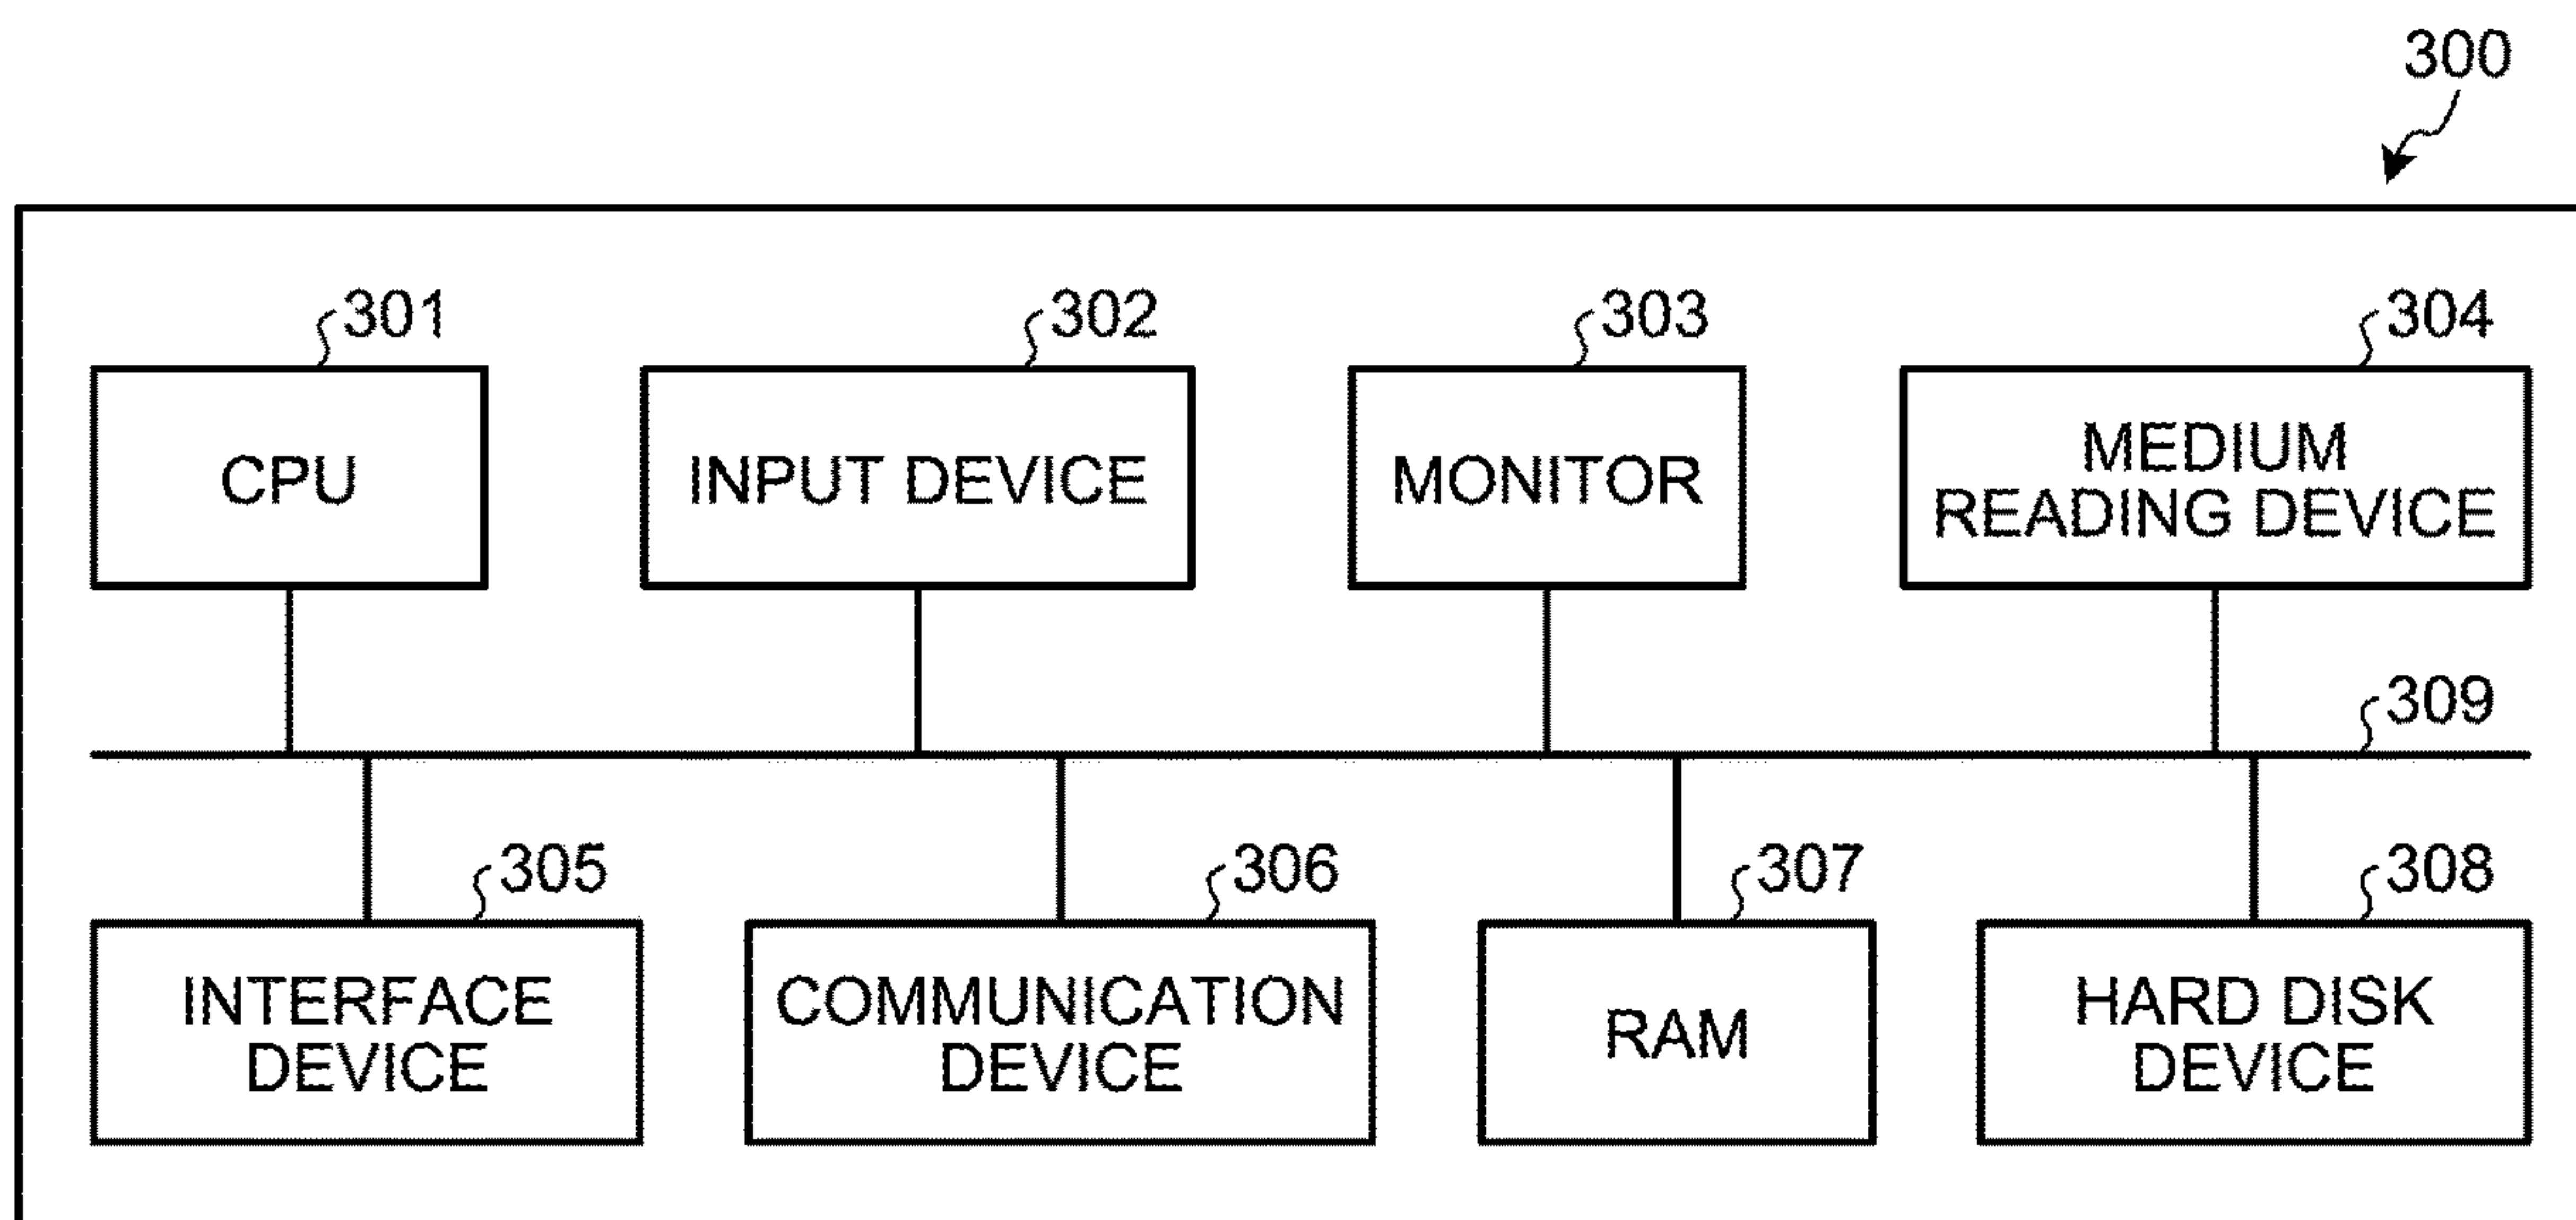 300
301
302
303
304
CPU
INPUT DEVICE
MONITOR
MEDIUM
READING DEVICE
309
305
306
307
308
INTERFACE
DEVICE
COMMUNICATION
DEVICE
RAM
HARD DISK
DEVICE